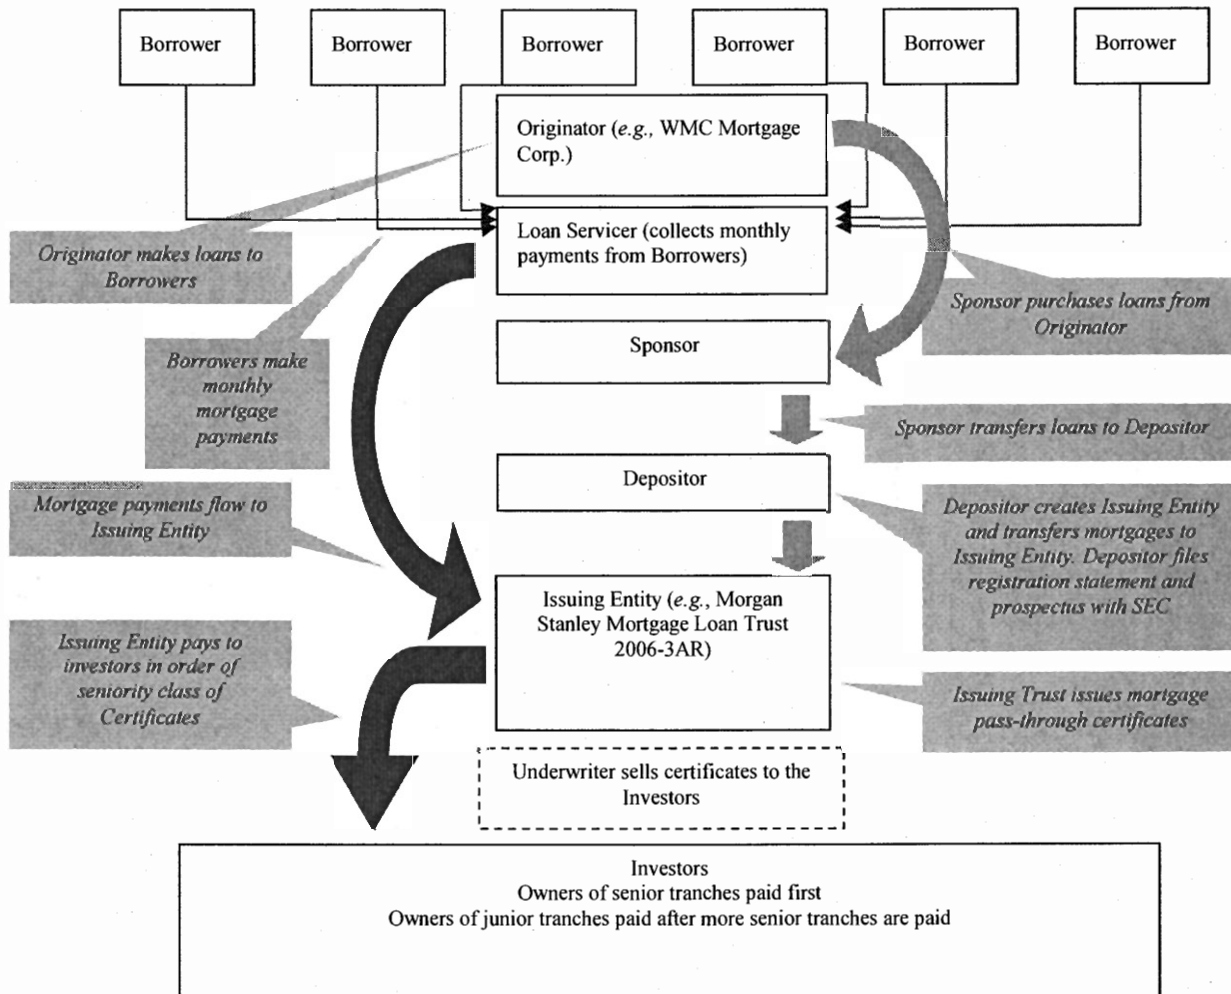 Borrower
Borrower
Borrower
Borrower
Borrower
Borrower
Originator (e.g., WMC Mortgage
Corp.)
Loan Servicer (collects monthly
payments from Borrowers)
Originator makes loans to
Borrowers
Sponsor purchases loans from
Originator
Sponsor
Borrowers make
monthly
mortgage
payments
Sponsor transfers loans to Depositor
Depositor
Mortgage payments flow to
Issuing Entity
Depositor creates Issuing Entity
and transfers mortgages to
Issuing Entity. Depositor files
registration statement and
prospectus with SEC
Issuing Entity (e.g., Morgan
Stanley Mortgage Loan Trust
2006-3AR)
Issuing Entity pays to
investors in order of
seniority class of
Certificates
Issuing Trust issues mortgage
pass-through certificates
Underwriter sells certificates to the
Investors
Investors
Owners of senior tranches paid first
Owners of junior tranches paid after more senior tranches are paid